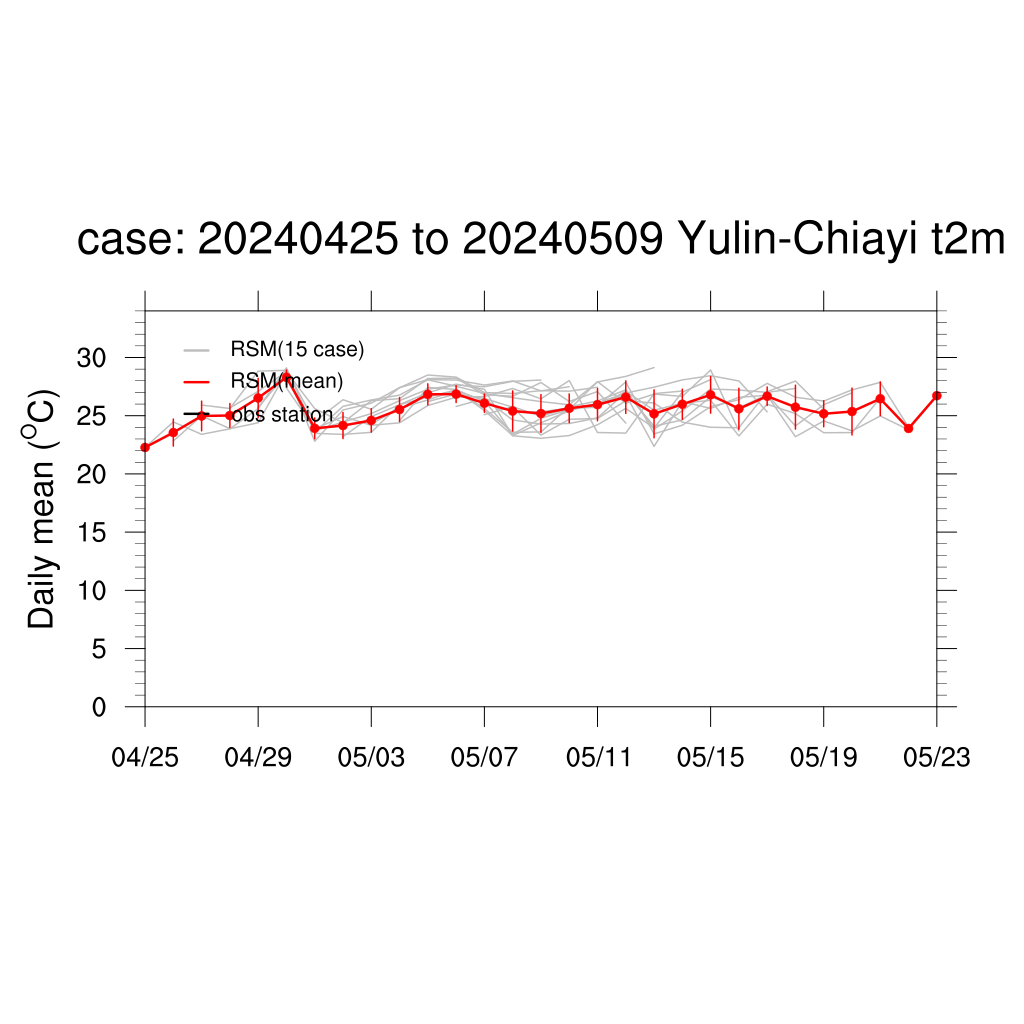 case: 20240425 to 20240509 Yulin-Chiayi t2m
Daily mean (°C)
30
25
20
15
10
5
0
RSM(15 case)
RSM(mean)
obs station
04/25 04/29 05/03 05/07 05/11 05/15 05/19 05/23